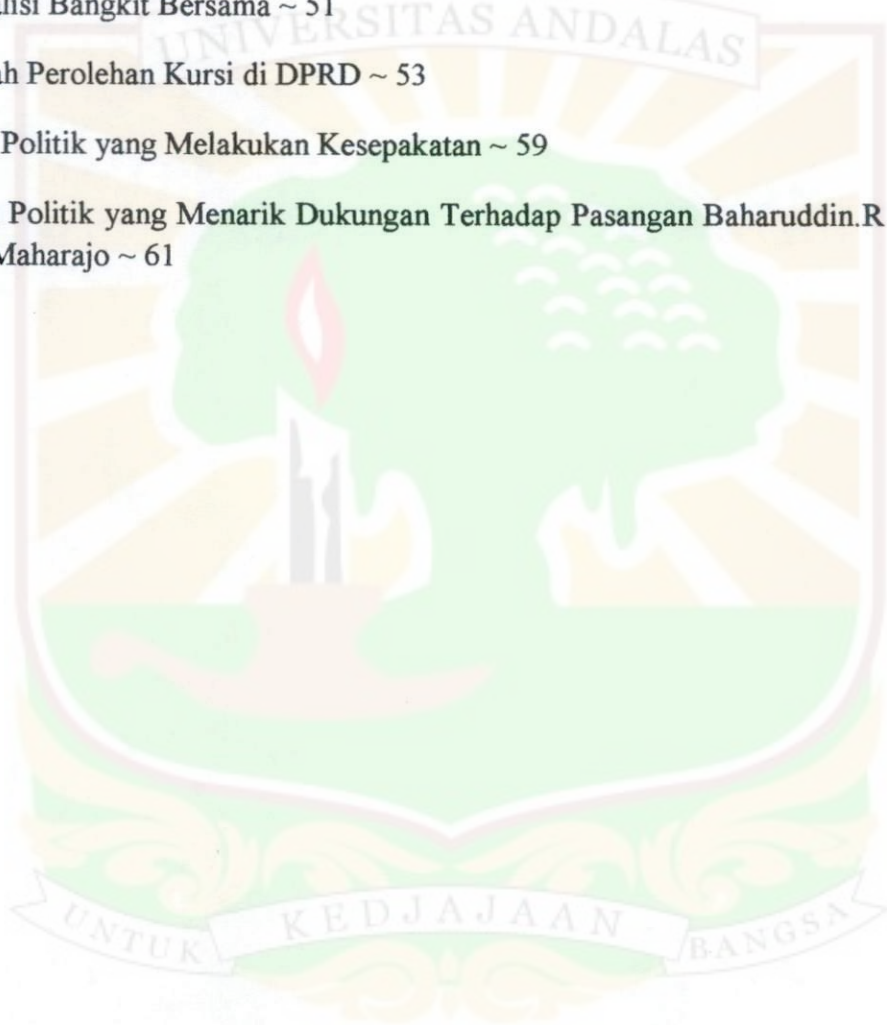 Bangkit Bersama ~ 51
UNIVERSITAS ANDALAS
Perolehan Kursi di DPRD ~ 53
Politik yang Melakukan Kesepakatan ~ 59
Politik yang Menarik Dukungan Terhadap Pasangan Baharuddin.R
Maharajo ~ 61
UNTUK KEDJAJAAN BANGSA